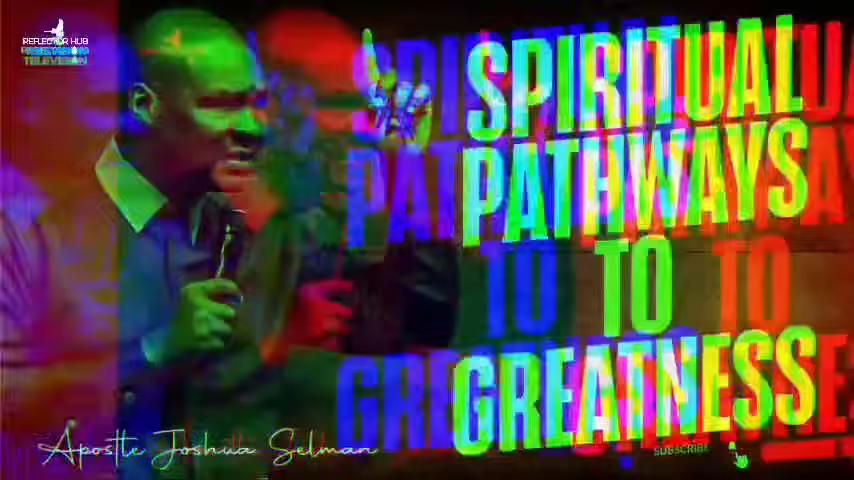 REFLECTOR HUB
TELEVISION
SPIRITUAL
PATHWAYS
TO
GREATNESS
Apostle Joshua Selman
SUBSCRIBE